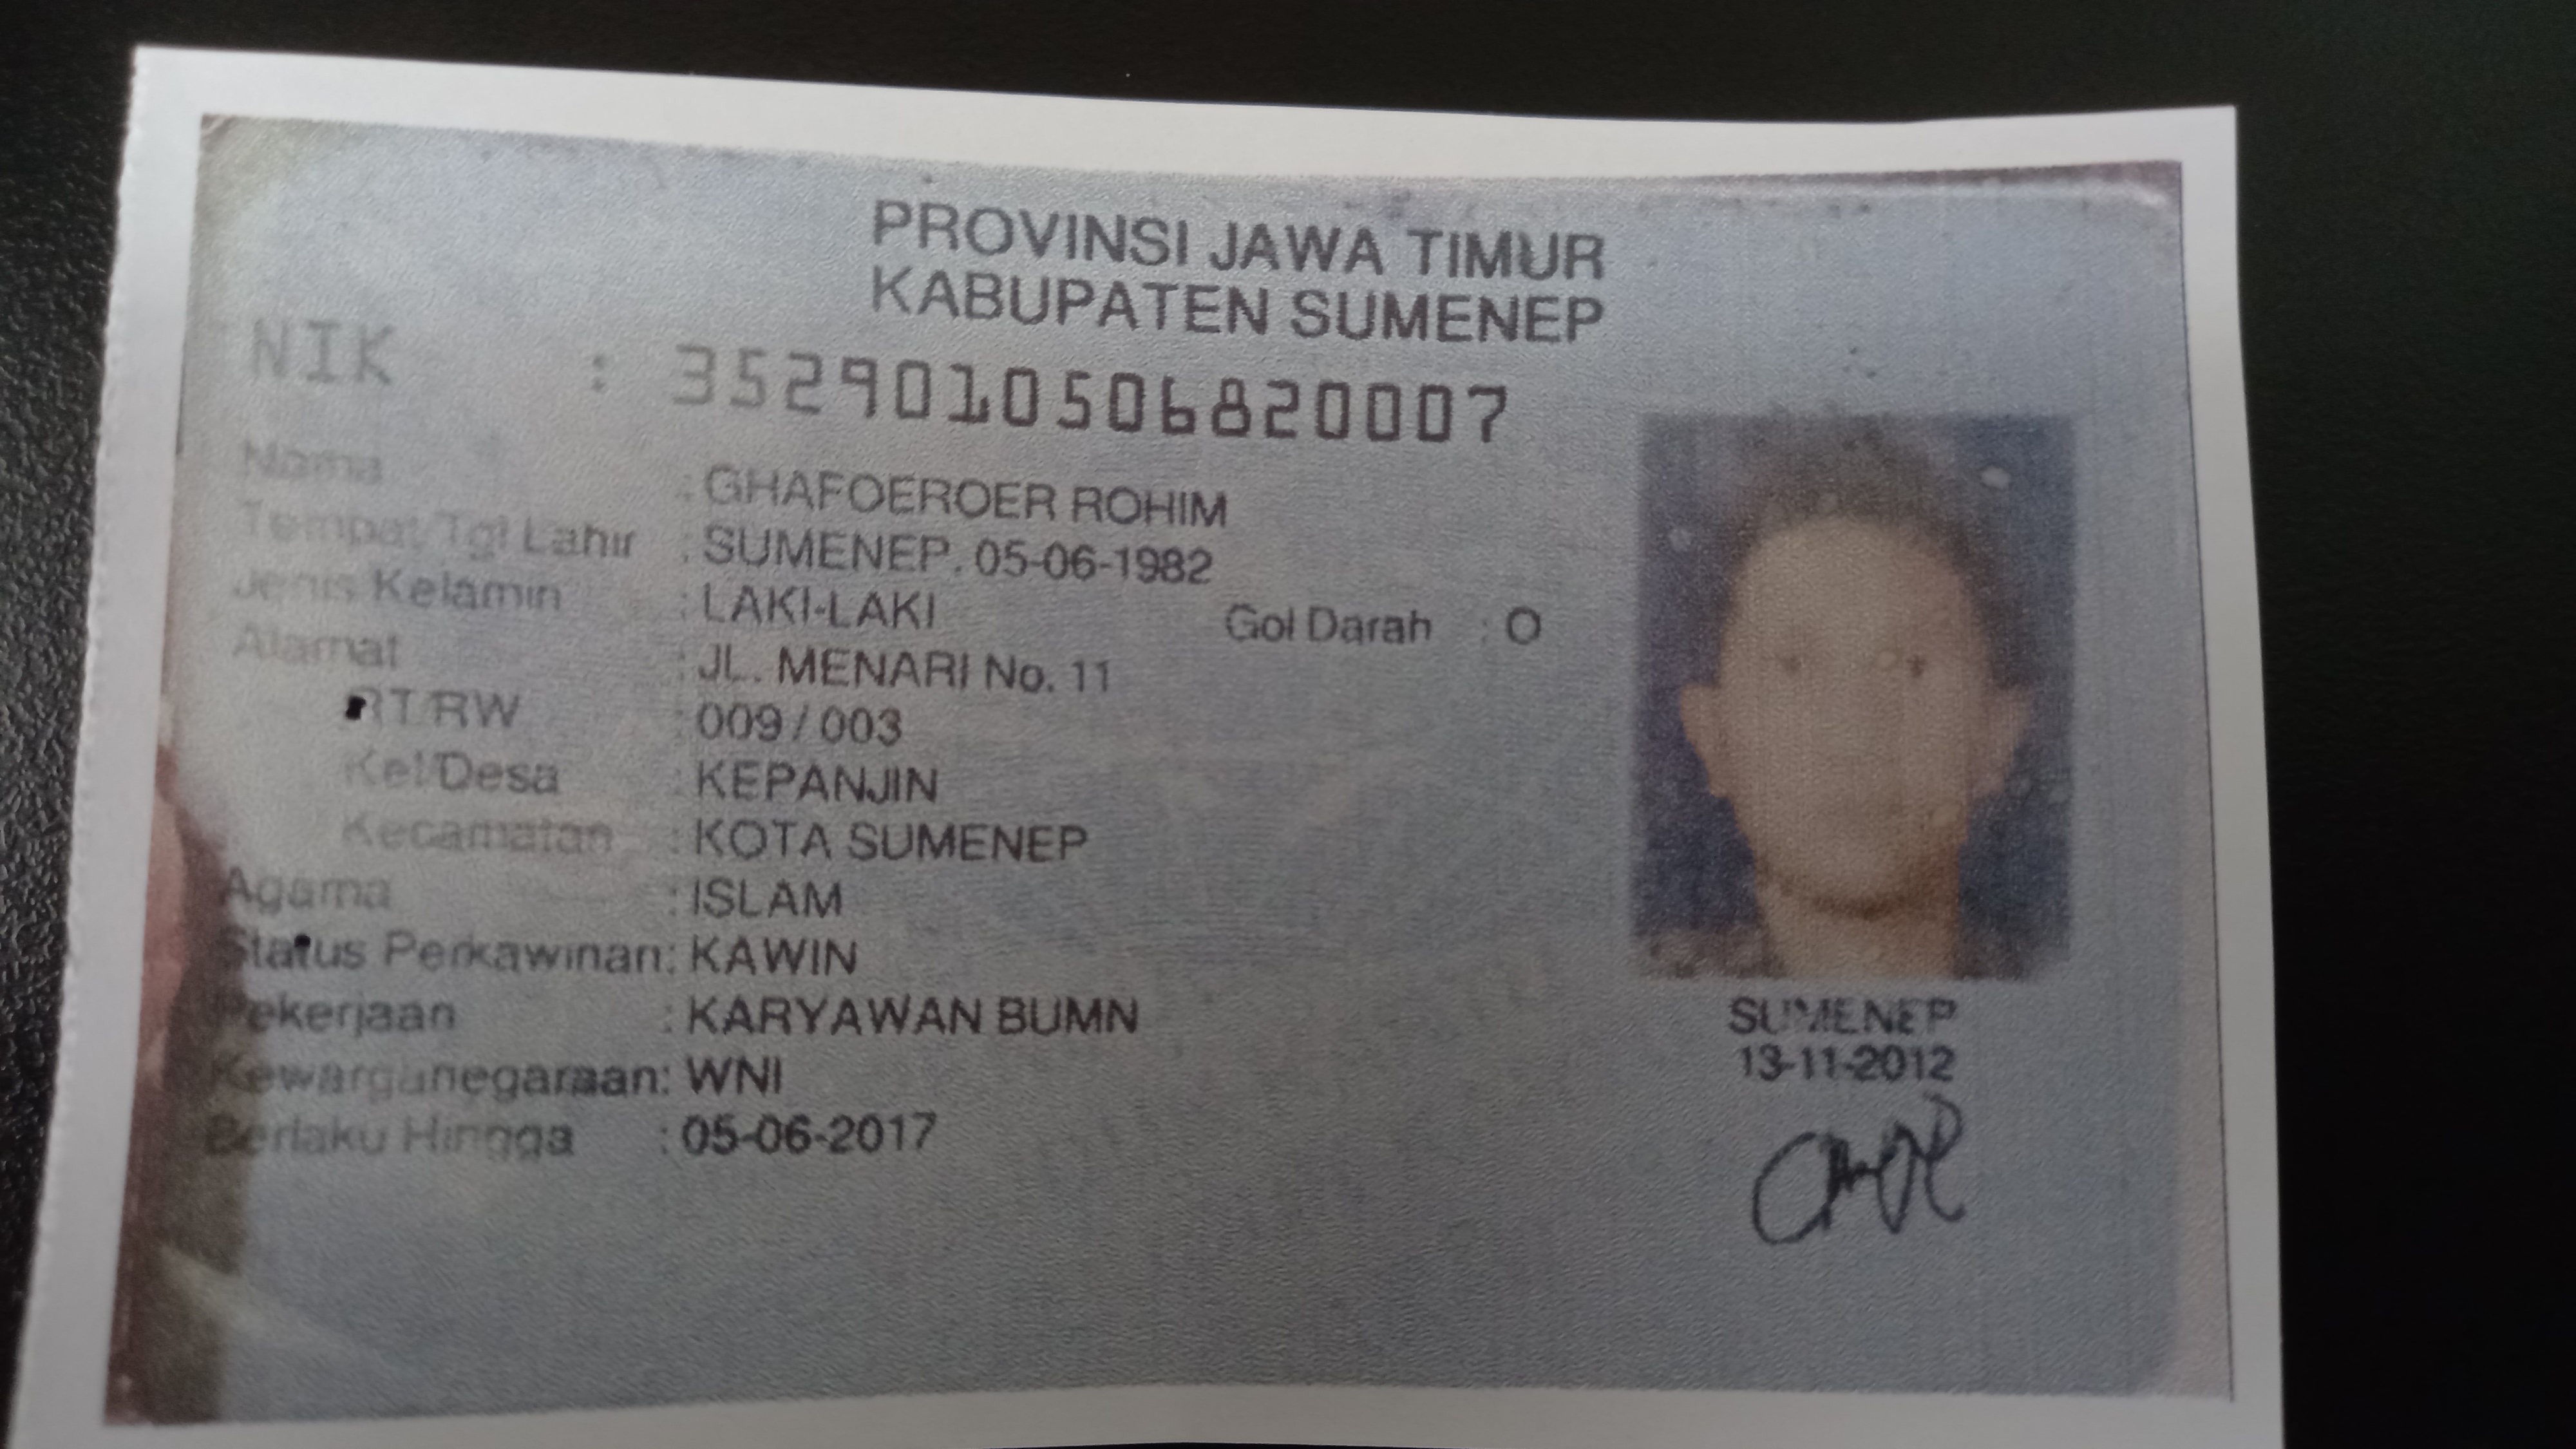 PROVINSI JAWA TIMUR
KABUPATEN SUMENEP
NIK : 3529010506820007
Nama : GHAFOEROER ROHIM
Tempat/Tgl Lahir : SUMENEP, 05-06-1982
Jenis Kelamin : LAKI-LAKI Gol Darah : O
Alamat : JL. MENARI No. 11
RT/RW : 009 / 003
Kel/Desa : KEPANJIN
Kecamatan : KOTA SUMENEP
Agama : ISLAM
Status Perkawinan: KAWIN
Pekerjaan : KARYAWAN BUMN
Kewarganegaraan: WNI
Berlaku Hingga : 05-06-2017
SUMENEP
13-11-2012